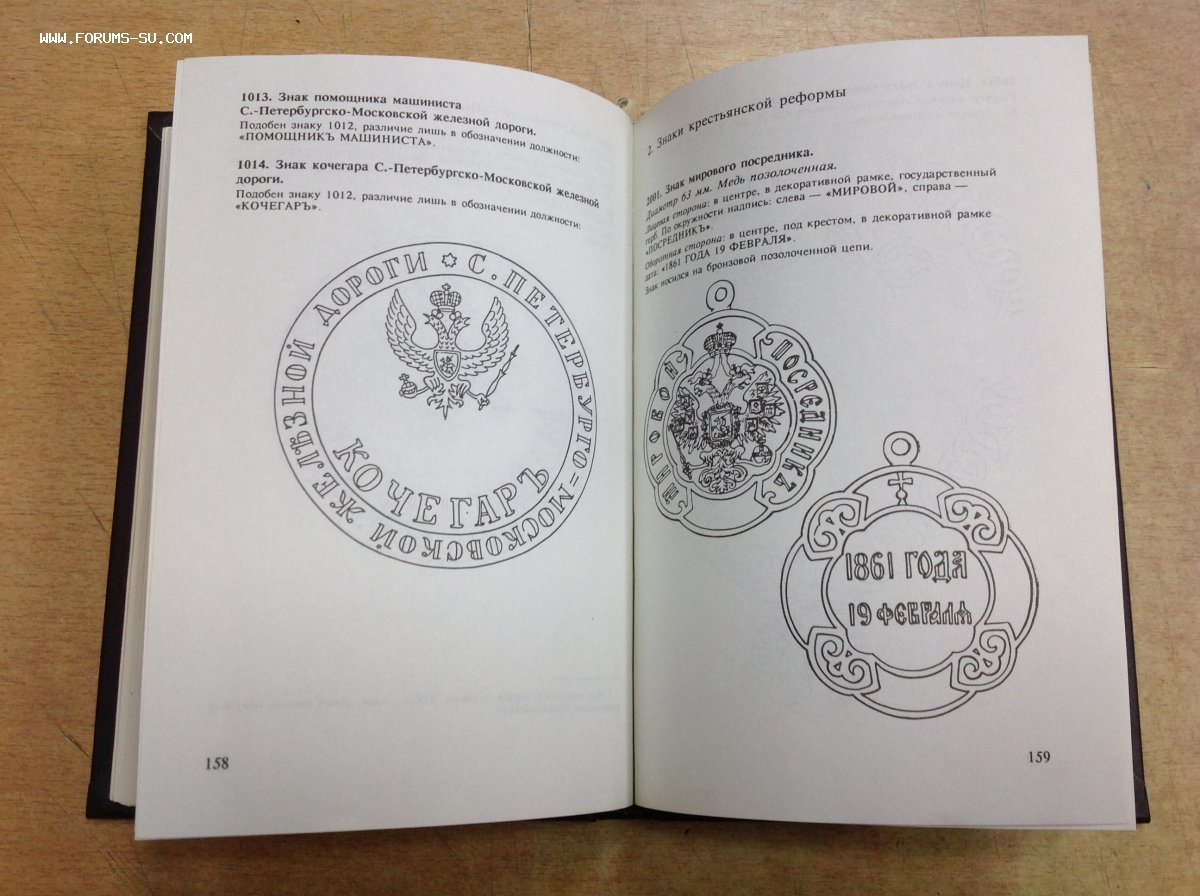 WWW.FORUMS-SU.COM
1013. Знак помощника машиниста
С.-Петербургско-Московской железной дороги.
Подобен знаку 1012, различие лишь в обозначении должности:
«ПОМОЩНИКЪ МАШИНИСТА».
1014. Знак кочегара С.-Петербургско-Московской железной
дороги.
Подобен знаку 1012, различие лишь в обозначении должности:
«КОЧЕГАРЪ».
С. ПЕТЕРБУРГО=МОСКОВСКОЙ ЖЕЛѢЗНОЙ ДОРОГИ
КОЧЕГАРЪ
158
2. Знаки крестьянской реформы
2001. Знак мирового посредника.
Диаметр 63 мм. Медь позолоченная.
Лицевая сторона: в центре, в декоративной рамке, государственный
герб. По окружности надпись: слева — «МИРОВОЙ», справа —
«ПОСРЕДНИКЪ».
Оборотная сторона: в центре, под крестом, в декоративной рамке
дата: «1861 ГОДА 19 ФЕВРАЛЯ».
Знак носился на бронзовой позолоченной цепи.
МИРОВОЙ ПОСРЕДНИКЪ
1861 ГОДА
19 ФЕВРАЛѦ
159